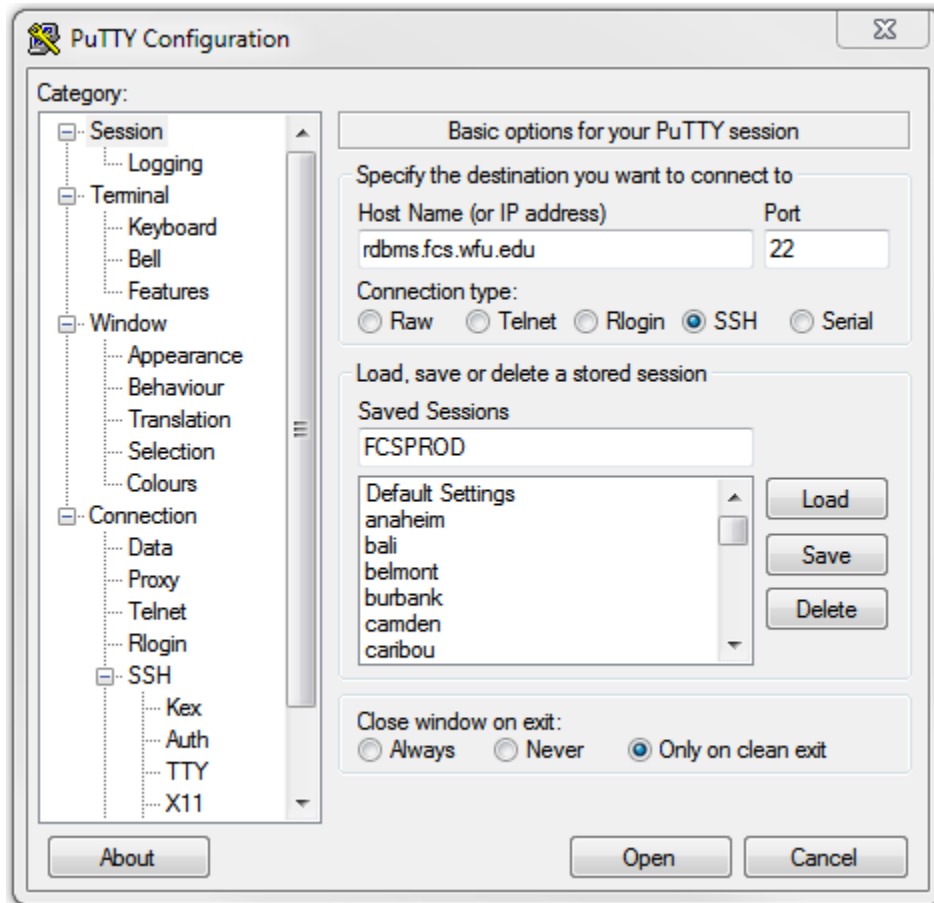 PuTTY Configuration
Category:
Session
Logging
Terminal
Keyboard
Bell
Features
Window
Appearance
Behaviour
Translation
Selection
Colours
Connection
Data
Proxy
Telnet
Rlogin
SSH
Kex
Auth
TTY
X11
Basic options for your PuTTY session
Specify the destination you want to connect to
Host Name (or IP address) Port
rdbms.fcs.wfu.edu 22
Connection type:
Raw Telnet Rlogin SSH Serial
Load, save or delete a stored session
Saved Sessions
FCSPROD
Default Settings
anaheim
bali
belmont
burbank
camden
caribou
Load
Save
Delete
Close window on exit:
Always Never Only on clean exit
About Open Cancel